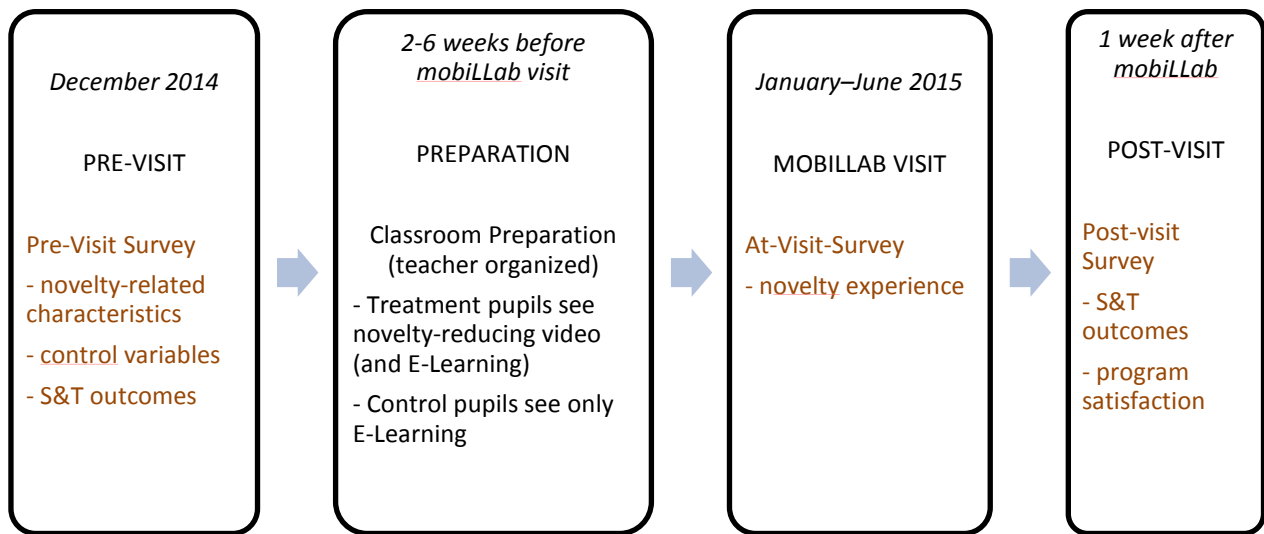 December 2014
PRE-VISIT
Pre-Visit Survey
- novelty-related
characteristics
- control variables
- S&T outcomes
2-6 weeks before
mobiLLab visit
PREPARATION
Classroom Preparation
(teacher organized)
- Treatment pupils see
novelty-reducing video
(and E-Learning)
- Control pupils see only
E-Learning
January–June 2015
MOBILLAB VISIT
At-Visit-Survey
- novelty experience
1 week after
mobiLLab
POST-VISIT
Post-visit
Survey
- S&T
outcomes
- program
satisfaction